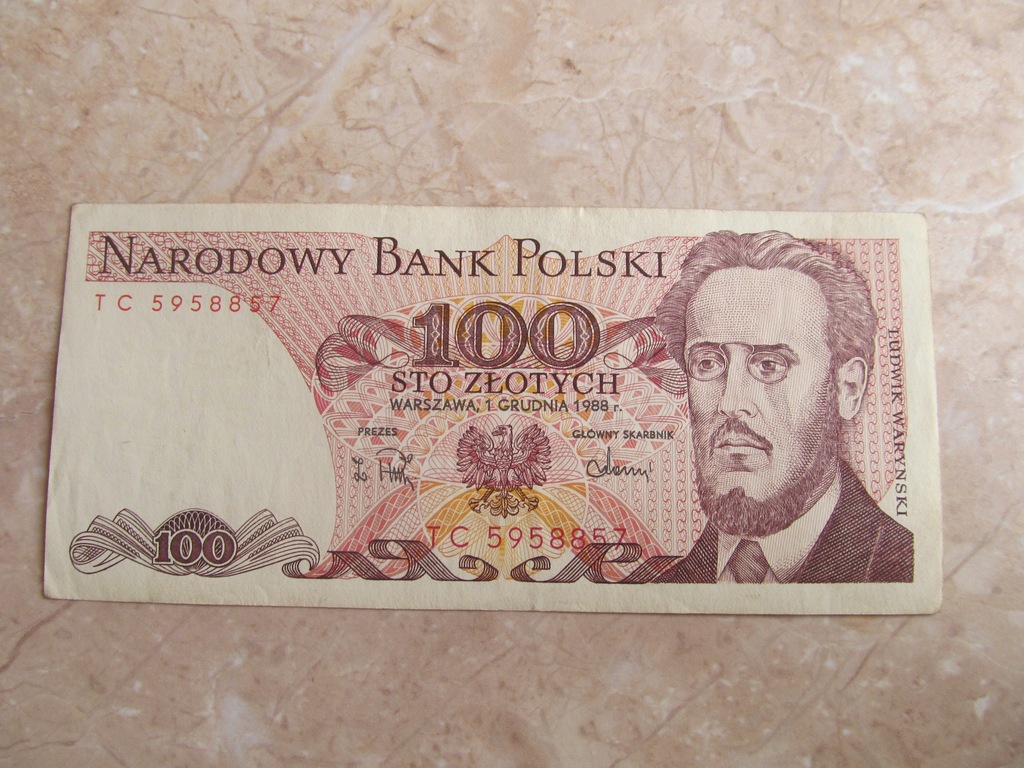 NARODOWY BANK POLSKI
TC 5958857
100
STO ZŁOTYCH
WARSZAWA, 1 GRUDNIA 1988 r.
PREZES
GŁÓWNY SKARBNIK
LUDWIK WARYŃSKI
TC 5958857
100